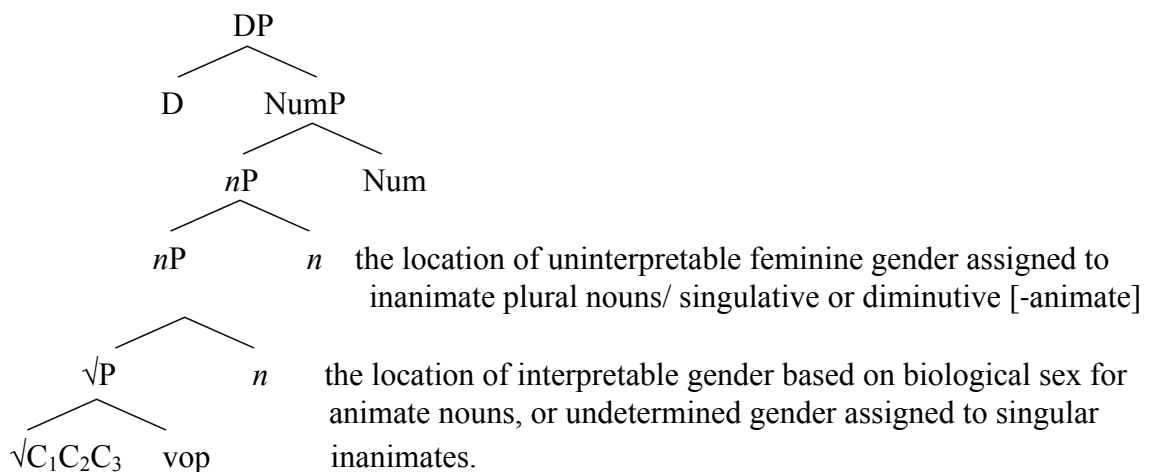 DP
D NumP
nP Num
nP n the location of uninterpretable feminine gender assigned to
inanimate plural nouns/ singulative or diminutive [-animate]
√P n the location of interpretable gender based on biological sex for
animate nouns, or undetermined gender assigned to singular
√C₁C₂C₃ vop inanimates.